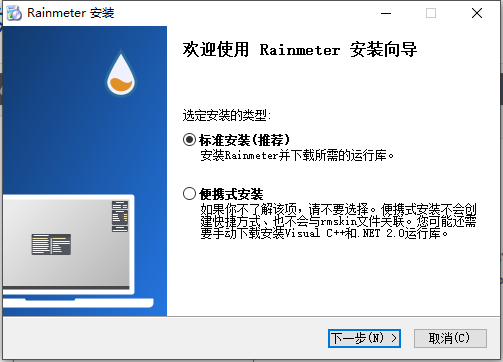 Rainmeter 安装
欢迎使用 Rainmeter 安装向导
选定安装的类型:
标准安装(推荐)
安装Rainmeter并下载所需的运行库。
便携式安装
如果你不了解该项，请不要选择。便携式安装不会创
建快捷方式、也不会与rmskin文件关联。您可能还需
要手动下载安装Visual C++和.NET 2.0运行库。
下一步(N) >
取消(C)